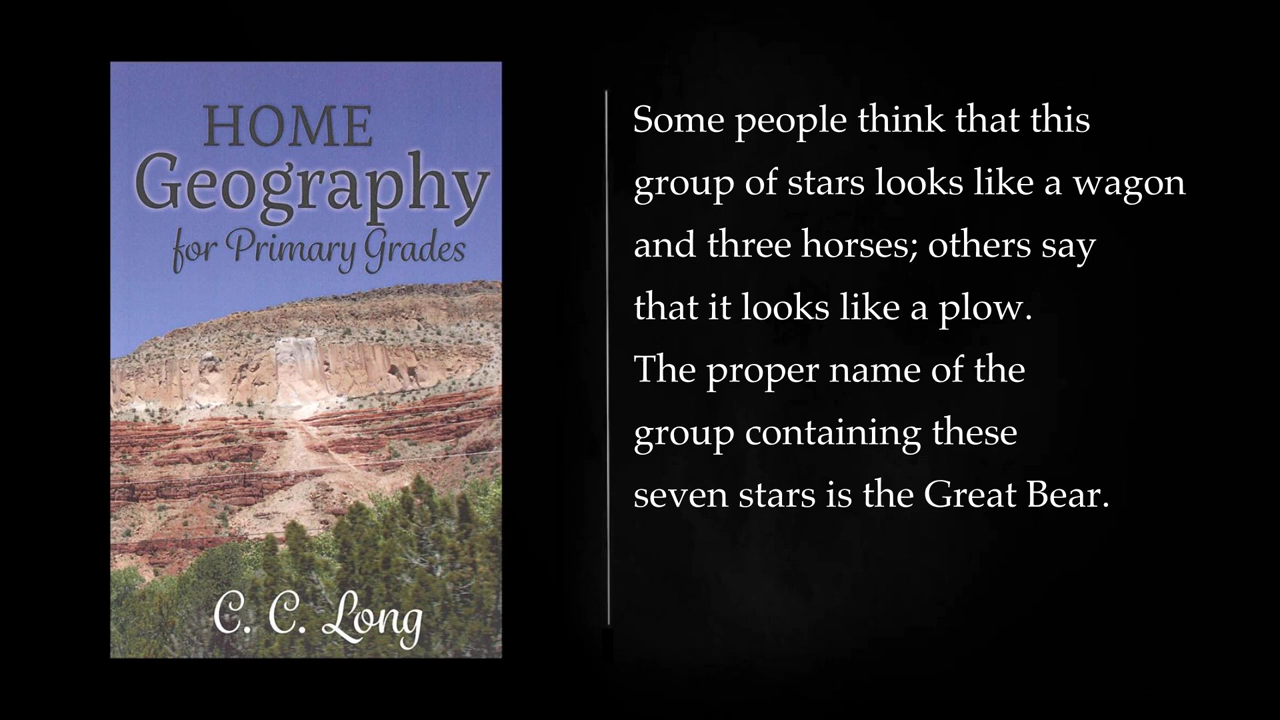 HOME
Geography
for Primary Grades
C. C. Long
Some people think that this
group of stars looks like a wagon
and three horses; others say
that it looks like a plow.
The proper name of the
group containing these
seven stars is the Great Bear.